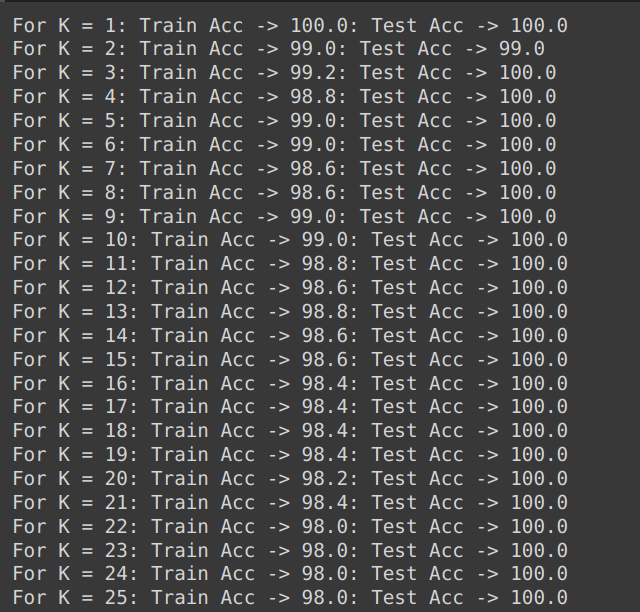 For K = 1: Train Acc -> 100.0: Test Acc -> 100.0
For K = 2: Train Acc -> 99.0: Test Acc -> 99.0
For K = 3: Train Acc -> 99.2: Test Acc -> 100.0
For K = 4: Train Acc -> 98.8: Test Acc -> 100.0
For K = 5: Train Acc -> 99.0: Test Acc -> 100.0
For K = 6: Train Acc -> 99.0: Test Acc -> 100.0
For K = 7: Train Acc -> 98.6: Test Acc -> 100.0
For K = 8: Train Acc -> 98.6: Test Acc -> 100.0
For K = 9: Train Acc -> 99.0: Test Acc -> 100.0
For K = 10: Train Acc -> 99.0: Test Acc -> 100.0
For K = 11: Train Acc -> 98.8: Test Acc -> 100.0
For K = 12: Train Acc -> 98.6: Test Acc -> 100.0
For K = 13: Train Acc -> 98.8: Test Acc -> 100.0
For K = 14: Train Acc -> 98.6: Test Acc -> 100.0
For K = 15: Train Acc -> 98.6: Test Acc -> 100.0
For K = 16: Train Acc -> 98.4: Test Acc -> 100.0
For K = 17: Train Acc -> 98.4: Test Acc -> 100.0
For K = 18: Train Acc -> 98.4: Test Acc -> 100.0
For K = 19: Train Acc -> 98.4: Test Acc -> 100.0
For K = 20: Train Acc -> 98.2: Test Acc -> 100.0
For K = 21: Train Acc -> 98.4: Test Acc -> 100.0
For K = 22: Train Acc -> 98.0: Test Acc -> 100.0
For K = 23: Train Acc -> 98.0: Test Acc -> 100.0
For K = 24: Train Acc -> 98.0: Test Acc -> 100.0
For K = 25: Train Acc -> 98.0: Test Acc -> 100.0